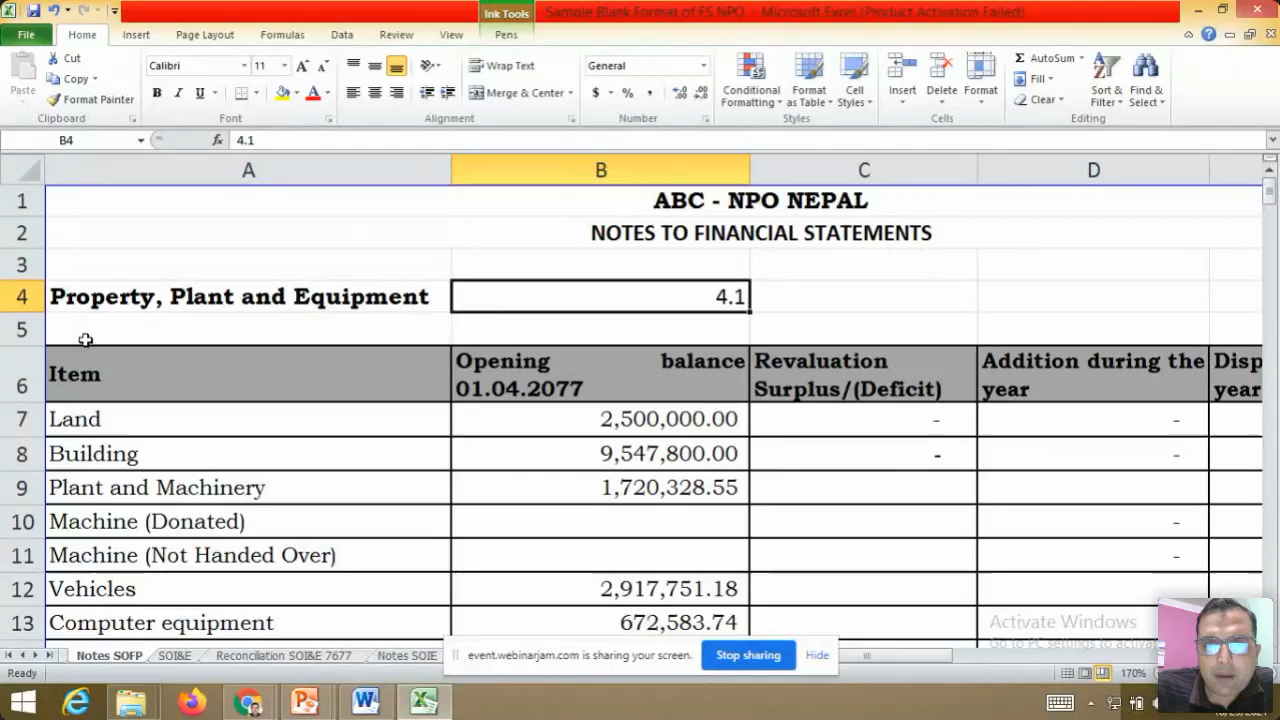 Ink Tools
Sample Blank Format of FS NPO - Microsoft Excel (Product Activation Failed)
File Home Insert Page Layout Formulas Data Review View Pens
Paste
Cut
Copy
Format Painter
Clipboard
Calibri 11
B I U A
Font
Wrap Text
Merge & Center
Alignment
General
$ % ,
Number
Conditional Formatting
Format as Table
Cell Styles
Styles
Insert Delete Format
Cells
Σ AutoSum
Fill
Clear
Sort & Filter
Find & Select
Editing
B4 fx 4.1
A B C D
1 ABC - NPO NEPAL
2 NOTES TO FINANCIAL STATEMENTS
3
4 Property, Plant and Equipment 4.1
5
6 Item Opening balance 01.04.2077 Revaluation Surplus/(Deficit) Addition during the year Disp year
7 Land 2,500,000.00 - -
8 Building 9,547,800.00 - -
9 Plant and Machinery 1,720,328.55
10 Machine (Donated) -
11 Machine (Not Handed Over) -
12 Vehicles 2,917,751.18
13 Computer equipment 672,583.74
Activate Windows
Go to PC settings to activat
event.webinarjam.com is sharing your screen. Stop sharing Hide
Notes SOFP SOI&E Reconciliation SOI&E 7677 Notes SOIE
Ready 170%